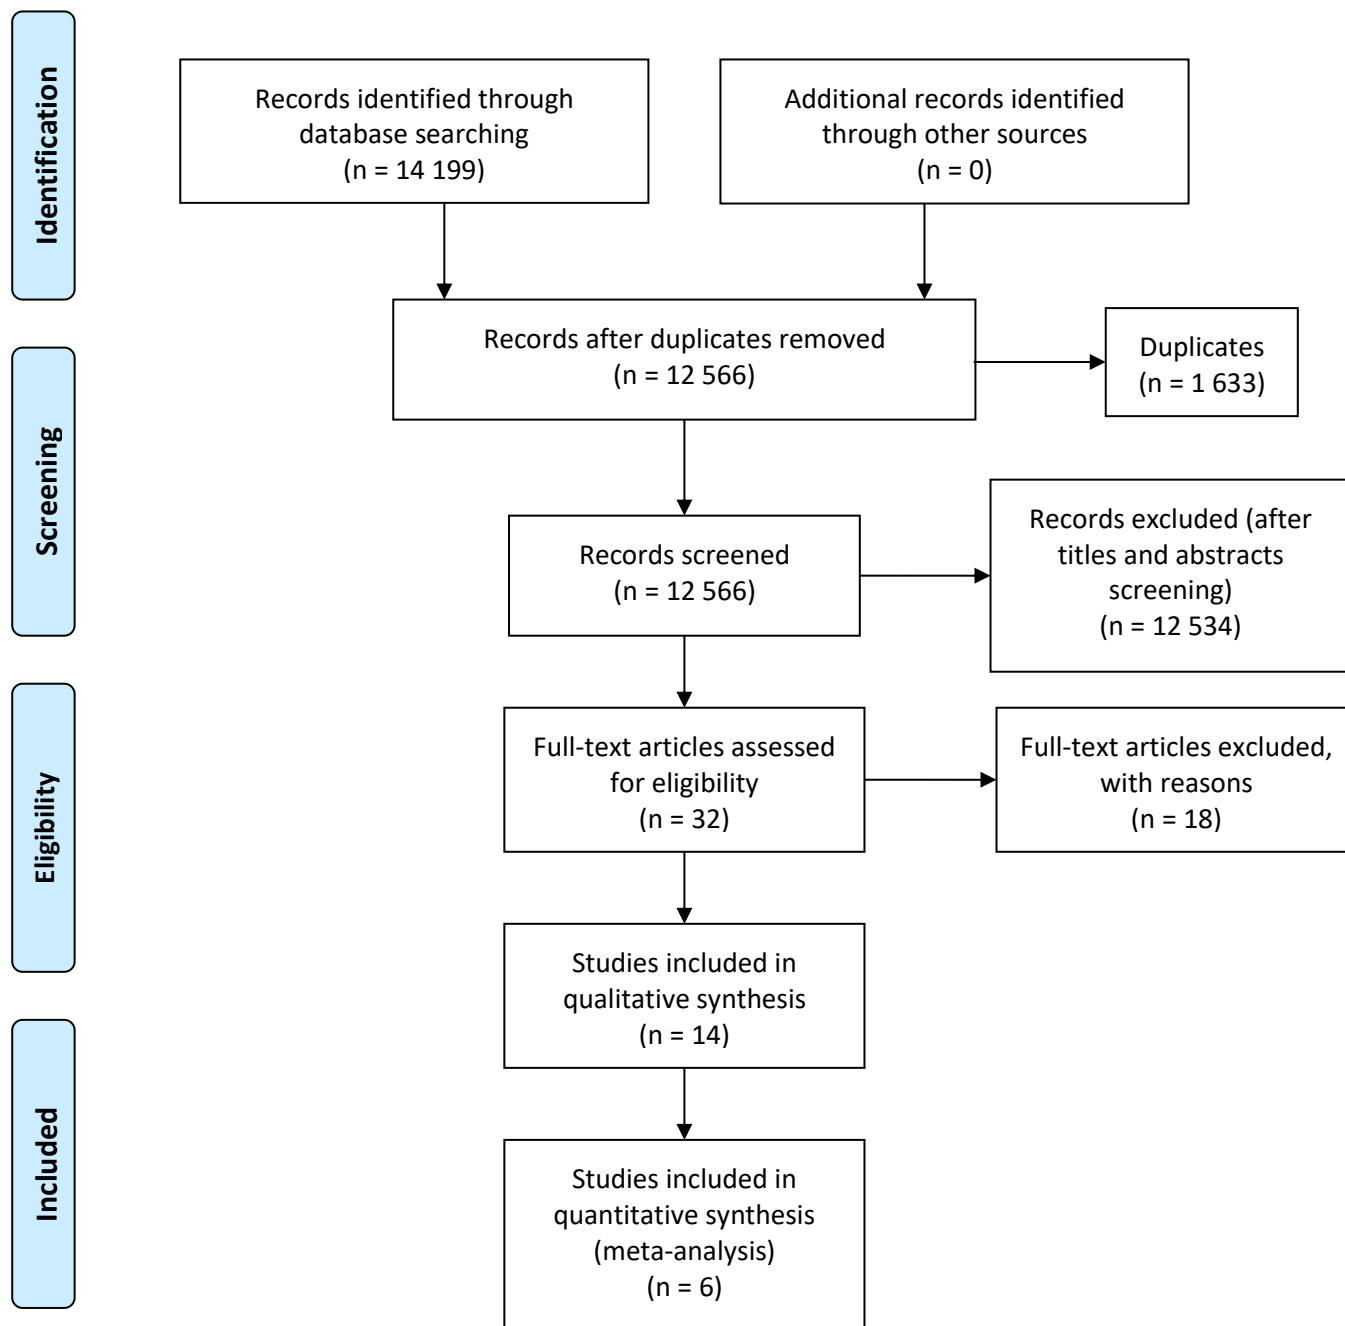 Identification
Records identified through
database searching
(n = 14 199)
Additional records identified
through other sources
(n = 0)
Records after duplicates removed
(n = 12 566)
Duplicates
(n = 1 633)
Screening
Records screened
(n = 12 566)
Records excluded (after
titles and abstracts
screening)
(n = 12 534)
Eligibility
Full-text articles assessed
for eligibility
(n = 32)
Full-text articles excluded,
with reasons
(n = 18)
Studies included in
qualitative synthesis
(n = 14)
Included
Studies included in
quantitative synthesis
(meta-analysis)
(n = 6)